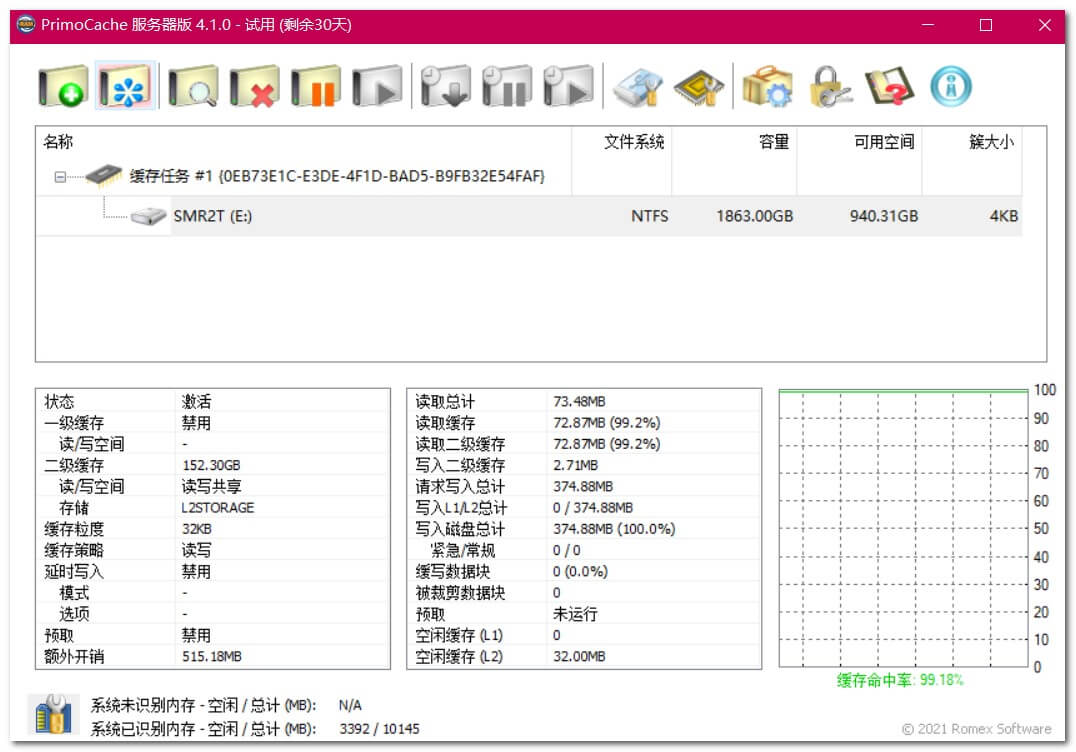 PrimoCache 服务器版 4.1.0 - 试用 (剩余30天)
名称 文件系统 容量 可用空间 簇大小
缓存任务 #1 {0EB73E1C-E3DE-4F1D-BAD5-B9FB32E54FAF}
SMR2T (E:) NTFS 1863.00GB 940.31GB 4KB
状态 激活
一级缓存 禁用
读/写空间 -
二级缓存 152.30GB
读/写空间 读写共享
存储 L2STORAGE
缓存粒度 32KB
缓存策略 读写
延时写入 禁用
模式 -
选项 -
预取 禁用
额外开销 515.18MB
读取总计 73.48MB
读取缓存 72.87MB (99.2%)
读取二级缓存 72.87MB (99.2%)
写入二级缓存 2.71MB
请求写入总计 374.88MB
写入L1/L2总计 0 / 374.88MB
写入磁盘总计 374.88MB (100.0%)
紧急/常规 0 / 0
缓写数据块 0 (0.0%)
被裁剪数据块 0
预取 未运行
空闲缓存 (L1) 0
空闲缓存 (L2) 32.00MB
100
90
80
70
60
50
40
30
20
10
0
缓存命中率: 99.18%
系统未识别内存 - 空闲 / 总计 (MB): N/A
系统已识别内存 - 空闲 / 总计 (MB): 3392 / 10145
© 2021 Romex Software